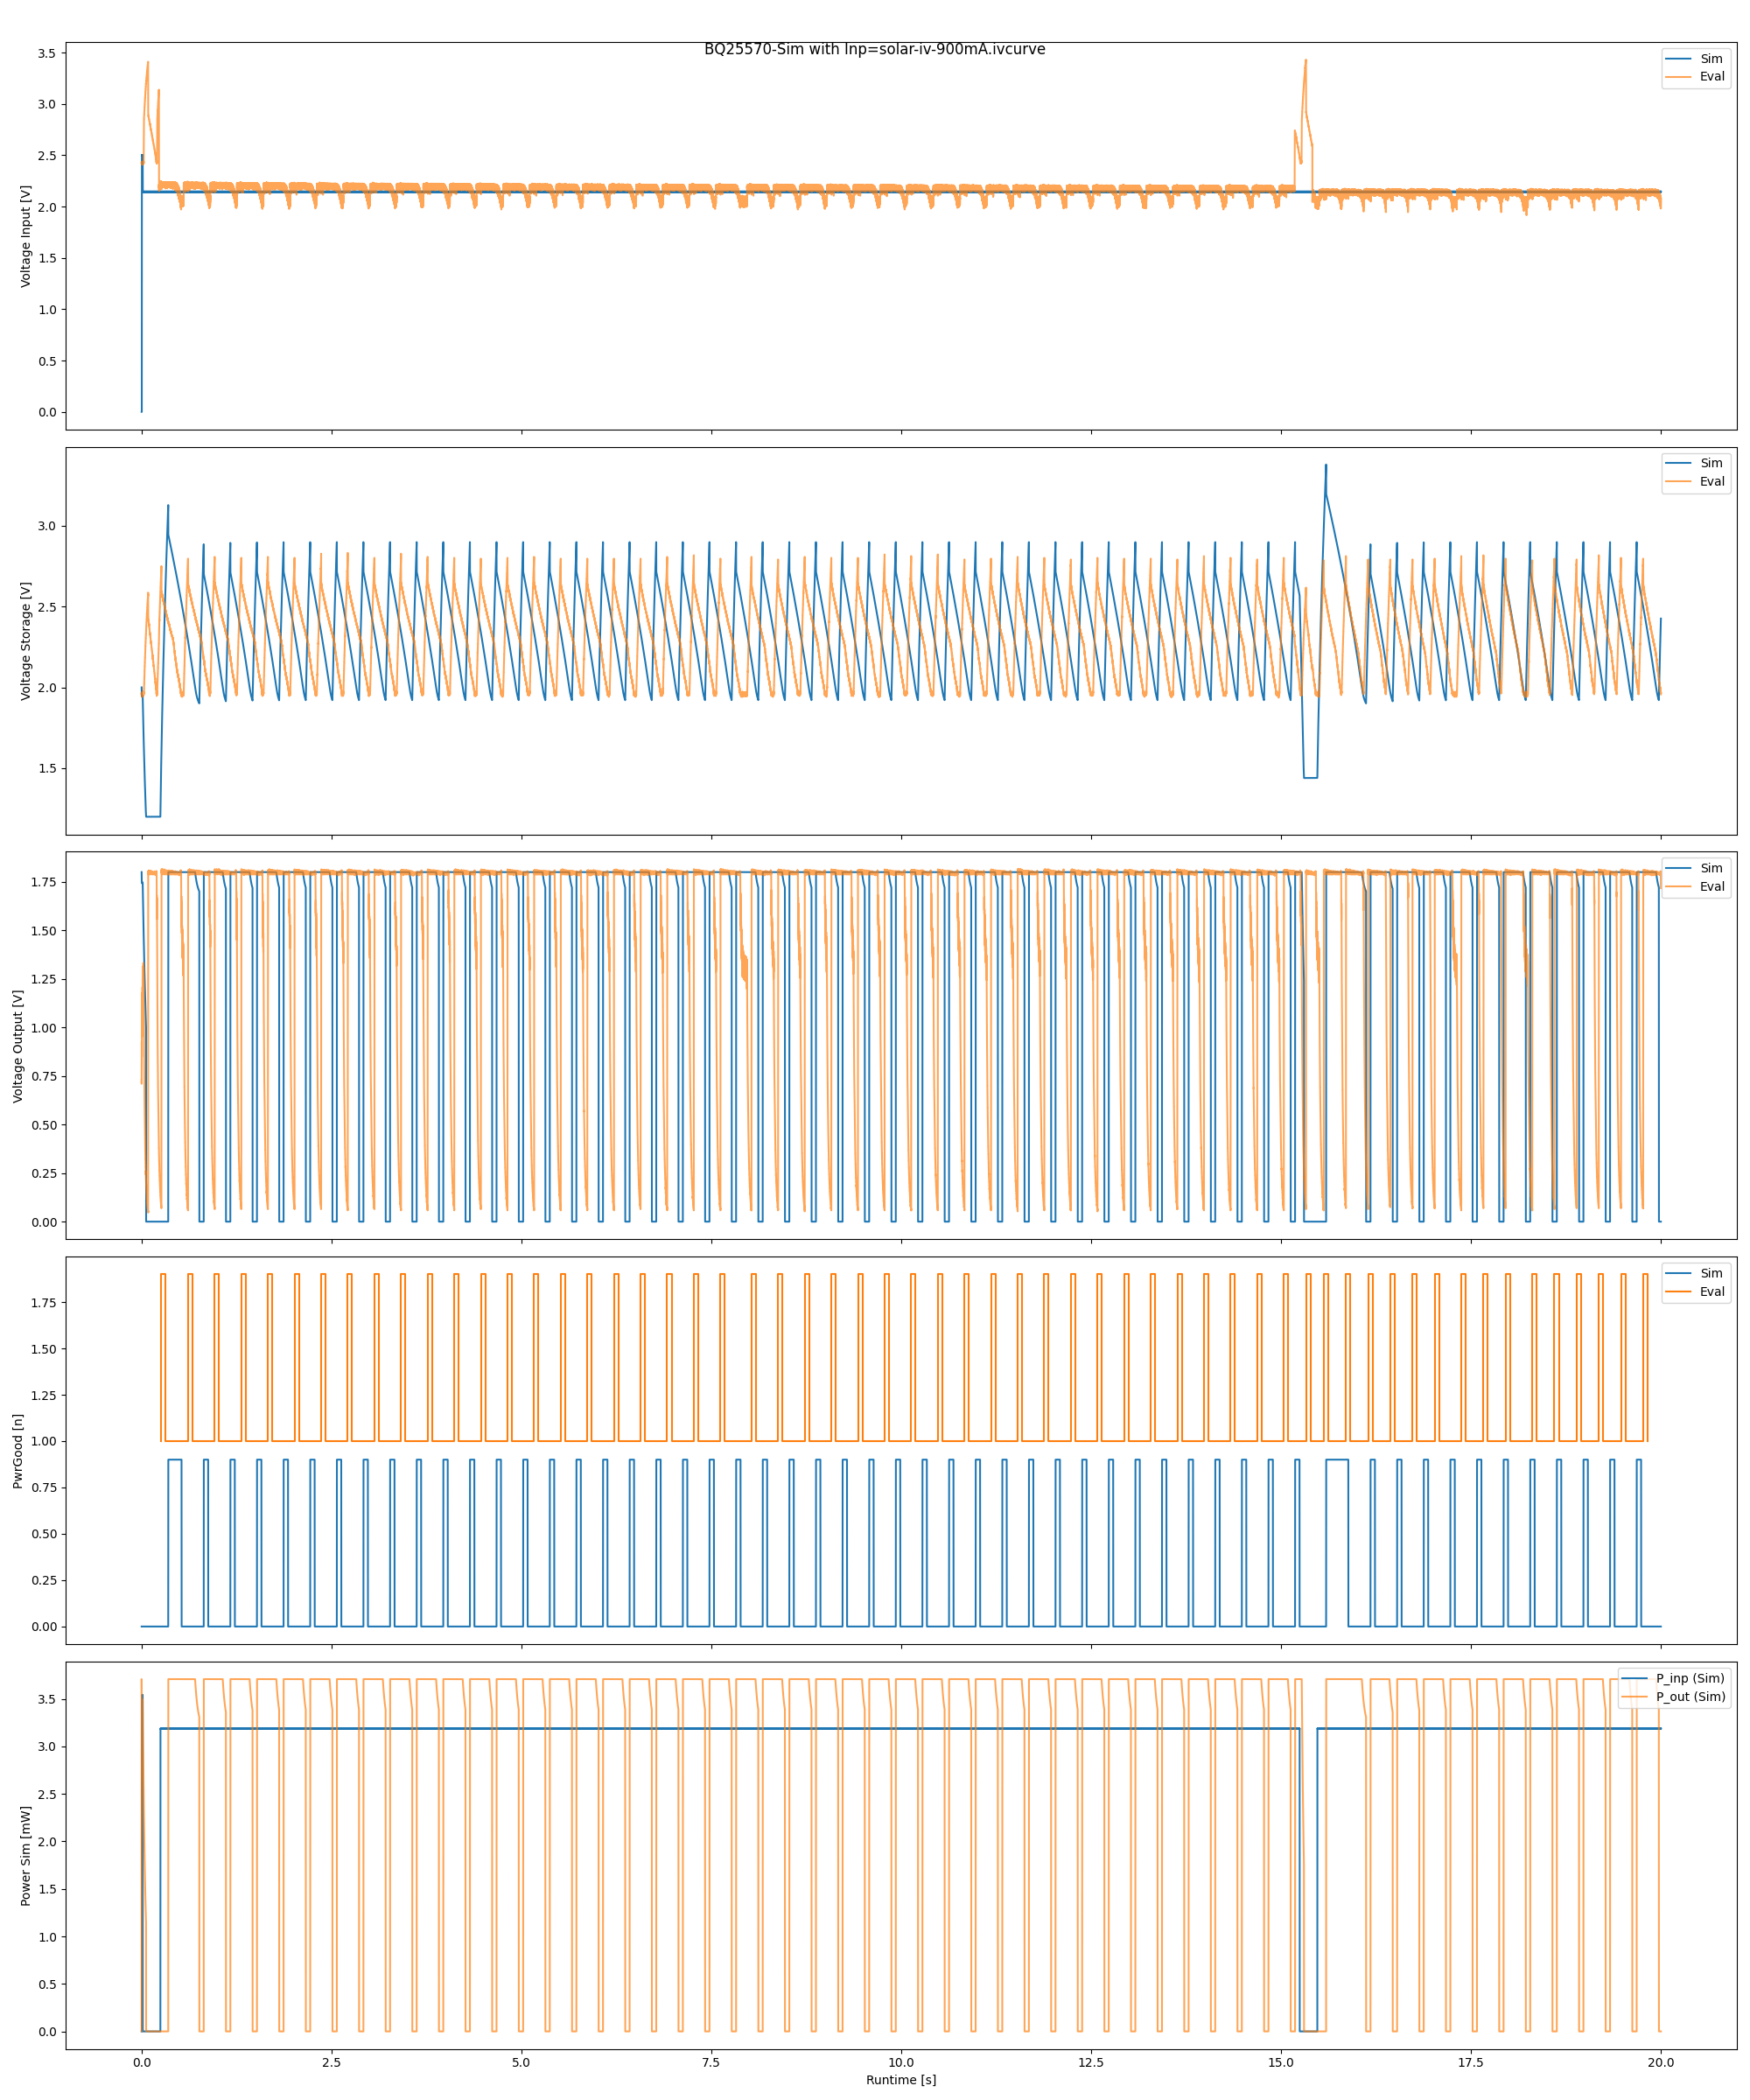 BQ25570-Sim with Inp=solar-iv-900mA.ivcurve
3.5
3.0
2.5
2.0
1.5
1.0
0.5
0.0
Voltage Input [V]
Sim
Eval
3.0
2.5
2.0
1.5
Voltage Storage [V]
Sim
Eval
1.75
1.50
1.25
1.00
0.75
0.50
0.25
0.00
Voltage Output [V]
Sim
Eval
1.75
1.50
1.25
1.00
0.75
0.50
0.25
0.00
PwrGood [n]
Sim
Eval
3.5
3.0
2.5
2.0
1.5
1.0
0.5
0.0
Power Sim [mW]
P_inp (Sim)
P_out (Sim)
0.0 2.5 5.0 7.5 10.0 12.5 15.0 17.5 20.0
Runtime [s]